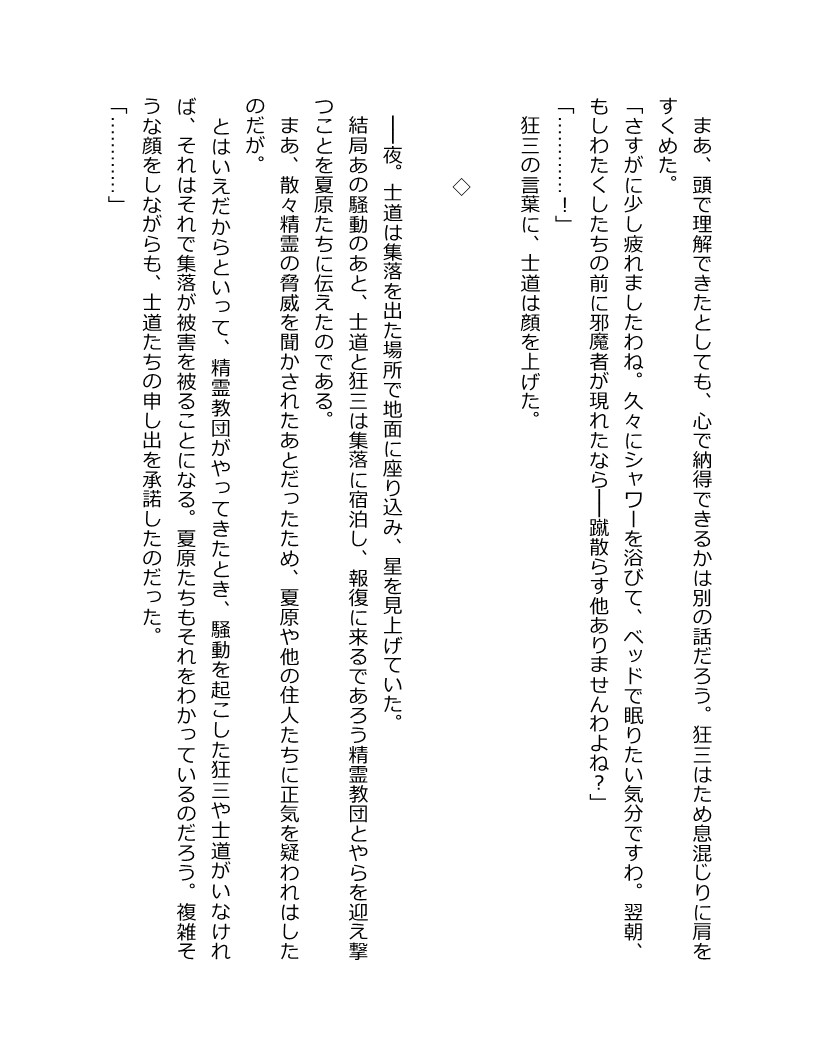 まあ、頭で理解できたとしても、心で納得できるかは別の話だろう。狂三はため息混じりに肩を
すくめた。
「さすがに少し疲れましたわね。久々にシャワーを浴びて、ベッドで眠りたい気分ですわ。翌朝、
もしわたくしたちの前に邪魔者が現れたなら――蹴散らす他ありませんわよね？」
「…………！」
　狂三の言葉に、士道は顔を上げた。
◇
　――夜。士道は集落を出た場所で地面に座り込み、星を見上げていた。
　結局あの騒動のあと、士道と狂三は集落に宿泊し、報復に来るであろう精霊教団とやらを迎え撃
つことを夏原たちに伝えたのである。
　まあ、散々精霊の脅威を聞かされたあとだったため、夏原や他の住人たちに正気を疑われはした
のだが。
　とはいえだからといって、精霊教団がやってきたとき、騒動を起こした狂三や士道がいなけれ
ば、それはそれで集落が被害を被ることになる。夏原たちもそれをわかっているのだろう。複雑そ
うな顔をしながらも、士道たちの申し出を承諾したのだった。
「…………」